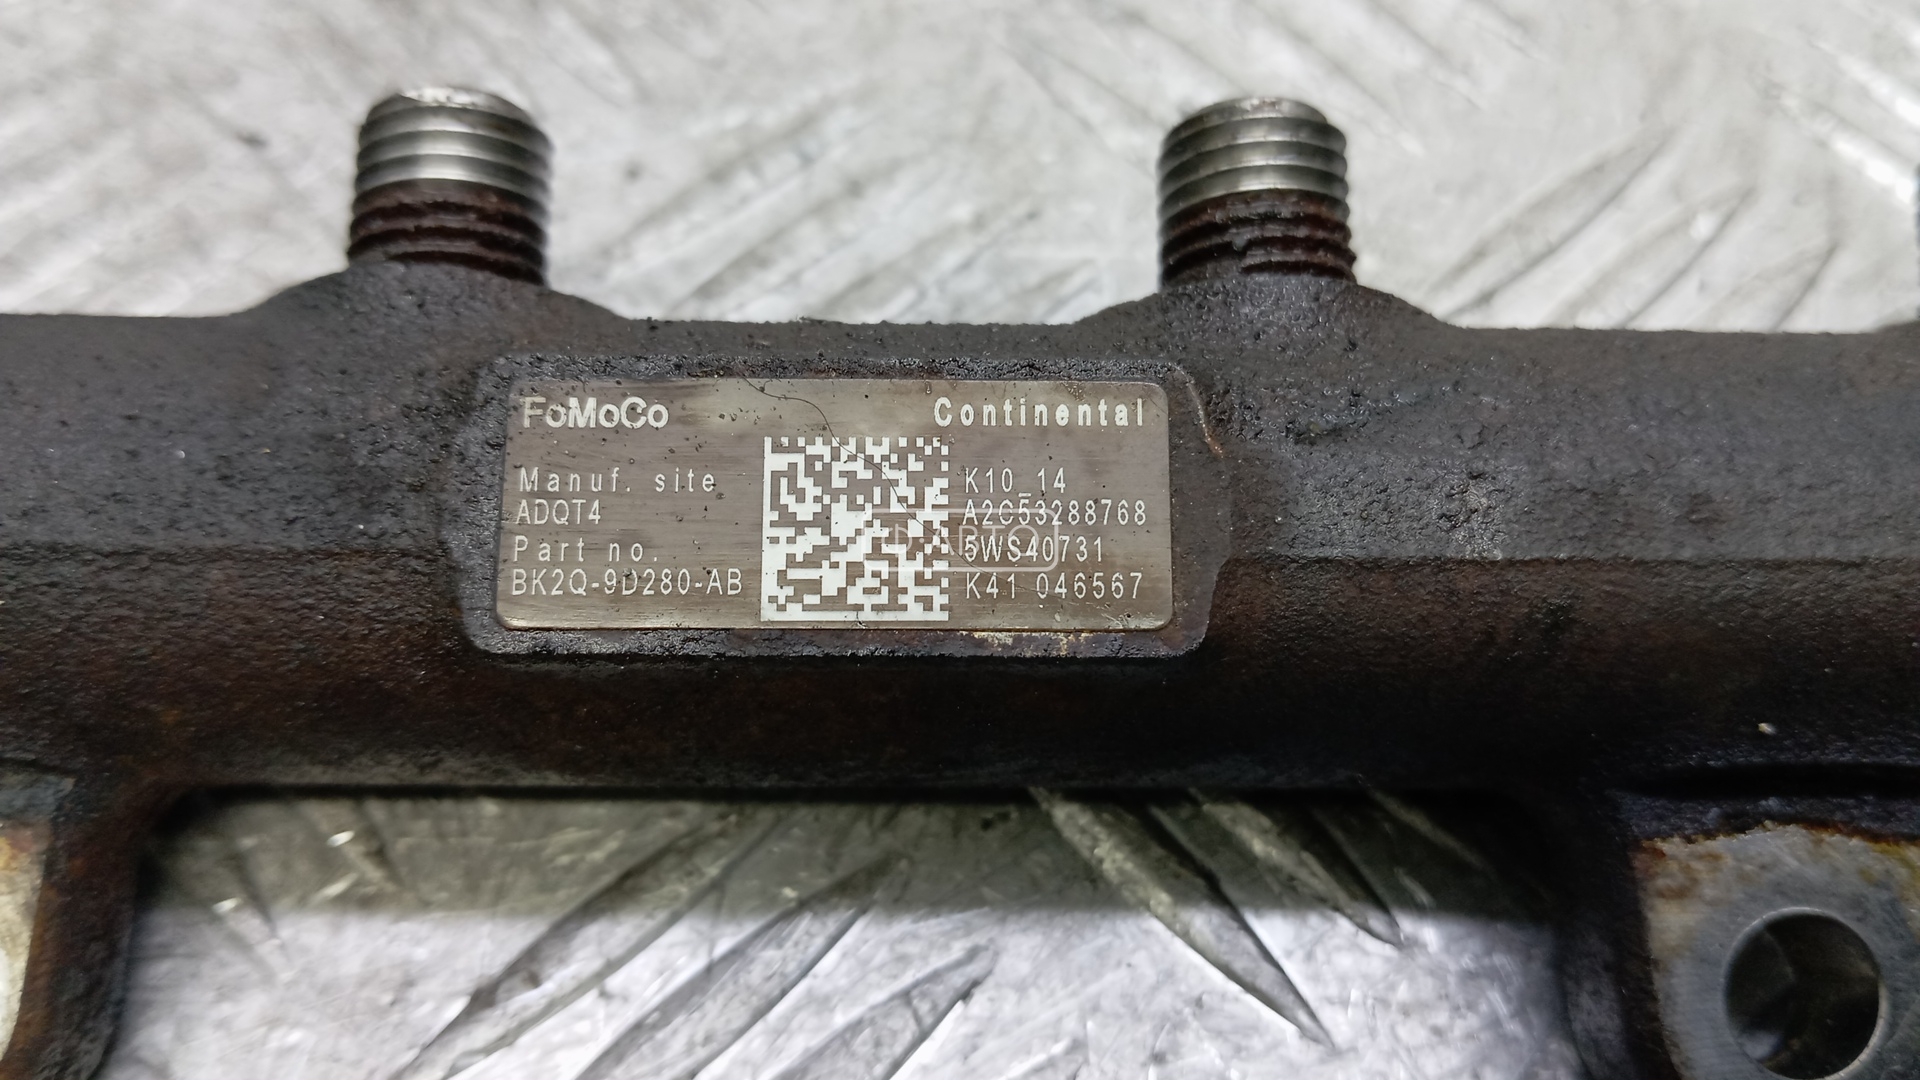 FoMoCo
Continental
Manuf. site
ADQT4
Part no.
BK2Q-9D280-AB
K10_14
A2C53288768
5WS40731
K41 046567